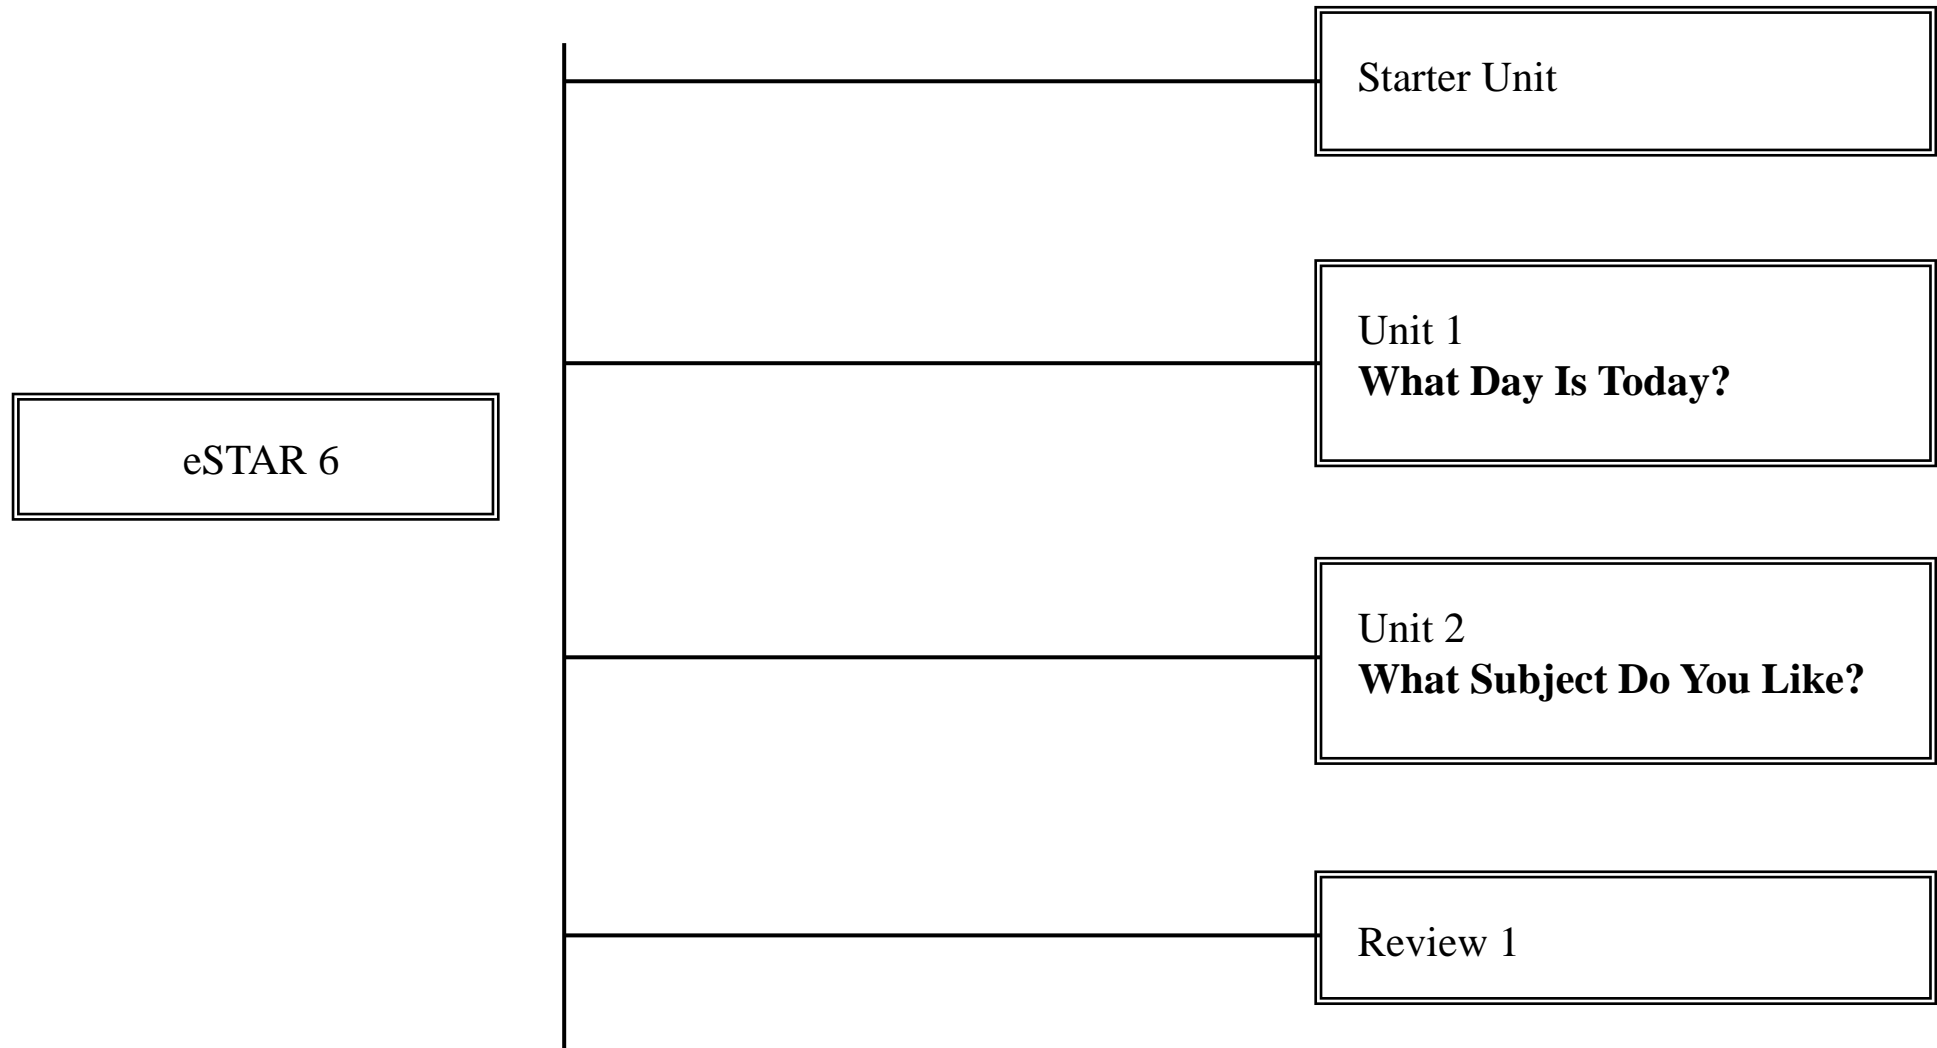 Starter Unit
Unit 1
What Day Is Today?
eSTAR 6
Unit 2
What Subject Do You Like?
Review 1